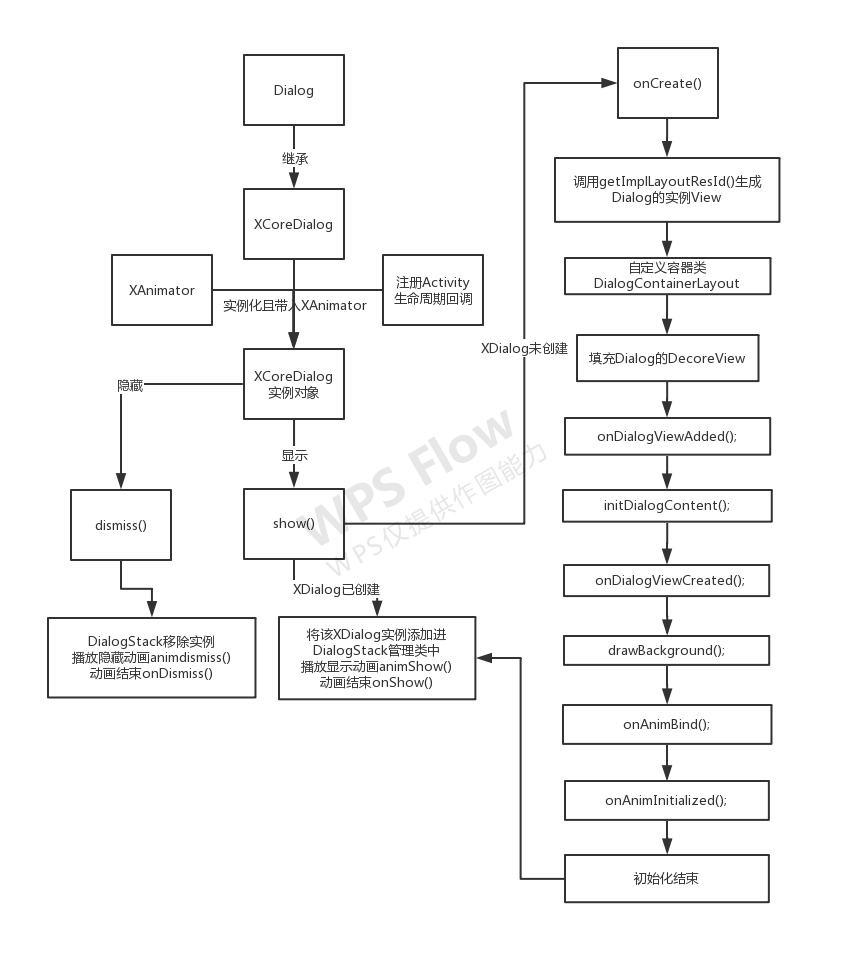 Dialog
继承
XCoreDialog
XAnimator
注册Activity
生命周期回调
实例化且带入XAnimator
XCoreDialog
实例对象
隐藏
显示
dismiss()
show()
XDialog未创建
XDialog已创建
DialogStack移除实例
播放隐藏动画animdismiss()
动画结束onDismiss()
将该XDialog实例添加进
DialogStack管理类中
播放显示动画animShow()
动画结束onShow()
onCreate()
调用getImplLayoutResId()生成
Dialog的实例View
自定义容器类
DialogContainerLayout
填充Dialog的DecoreView
onDialogViewAdded();
initDialogContent();
onDialogViewCreated();
drawBackground();
onAnimBind();
onAnimInitialized();
初始化结束
WPS Flow
WPS仅提供作图能力